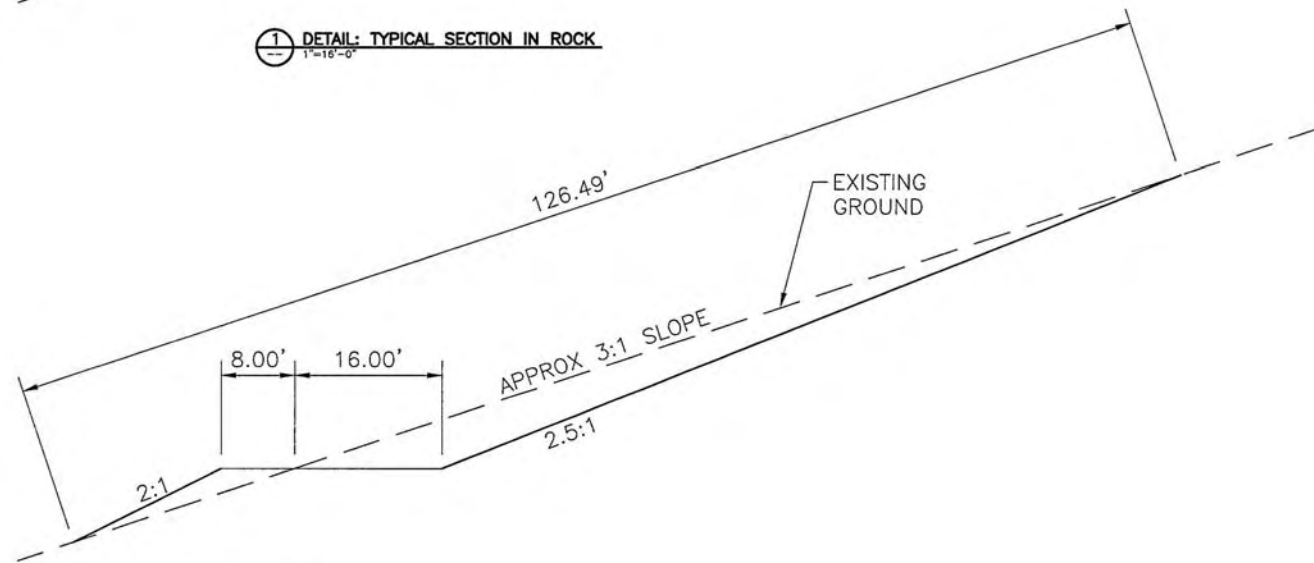 1
--
DETAIL: TYPICAL SECTION IN ROCK
1"=16'-0"
126.49'
EXISTING
GROUND
8.00'
16.00'
APPROX 3:1 SLOPE
2.5:1
2:1